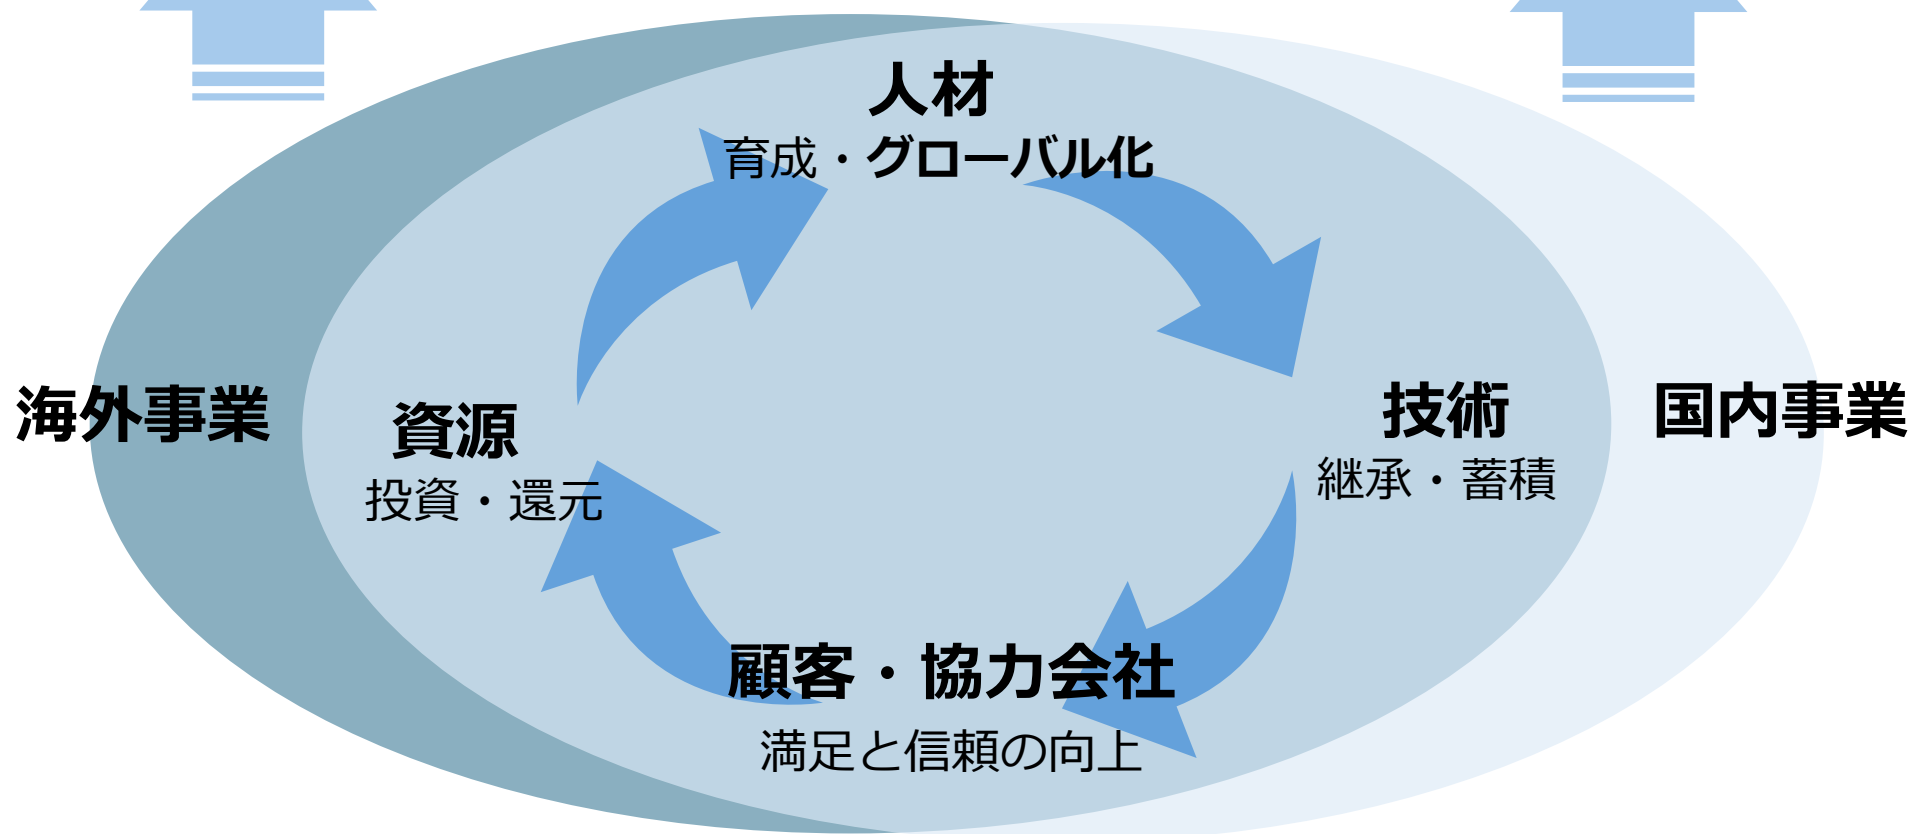 人材
育成・グローバル化
海外事業
資源
投資・還元
技術
継承・蓄積
国内事業
顧客・協力会社
満足と信頼の向上